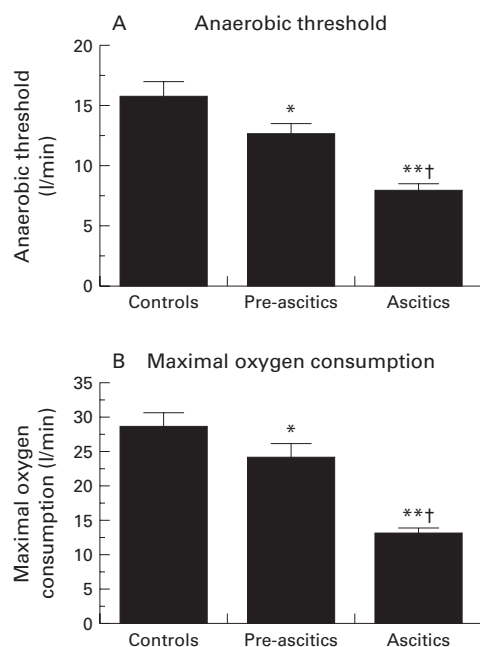 A Anaerobic threshold
Anaerobic threshold
(l/min)
20
15
10
5
0
*
**†
Controls Pre-ascitics Ascitics
B Maximal oxygen consumption
Maximal oxygen
consumption (l/min)
35
30
25
20
15
10
5
0
*
**†
Controls Pre-ascitics Ascitics